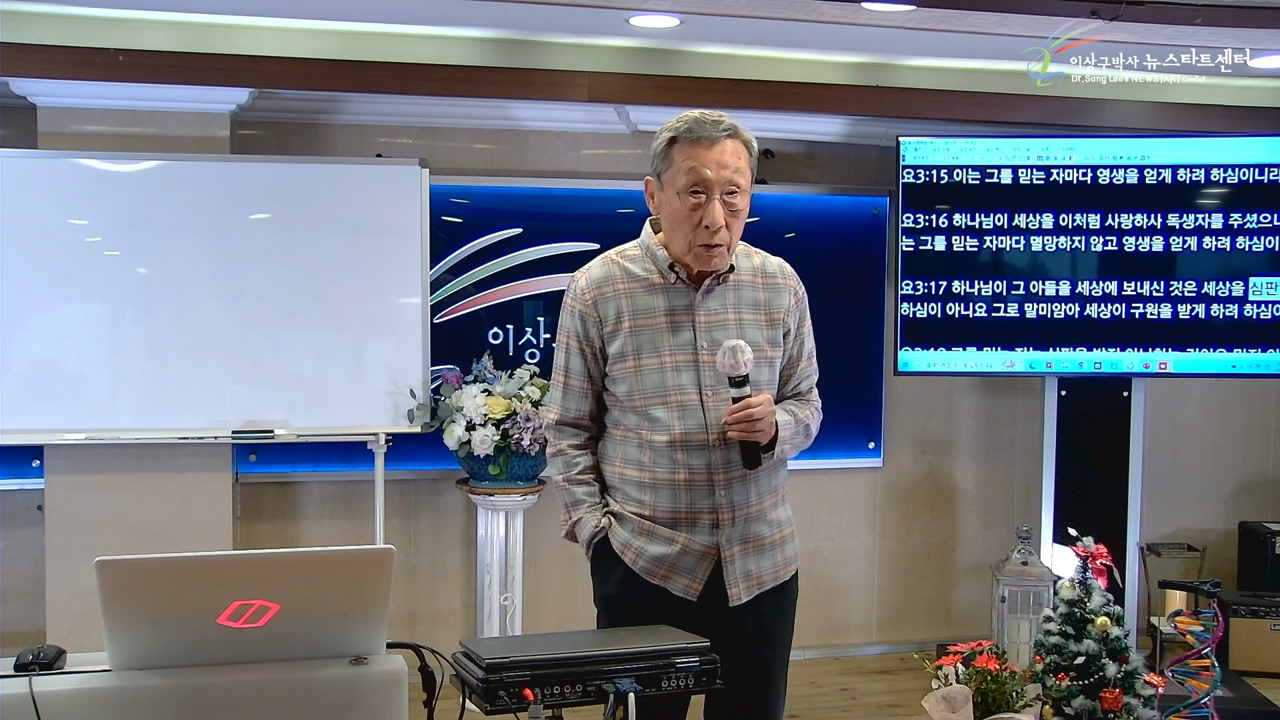 이상구박사 뉴스타트센터
Dr.Sang Lee's NEWSTART Center
요3:15 이는 그를 믿는 자마다 영생을 얻게 하려 하심이니라
요3:16 하나님이 세상을 이처럼 사랑하사 독생자를 주셨으니
는 그를 믿는 자마다 멸망하지 않고 영생을 얻게 하려 하심이
요3:17 하나님이 그 아들을 세상에 보내신 것은 세상을 심판
하심이 아니요 그로 말미암아 세상이 구원을 받게 하려 하심이
이상